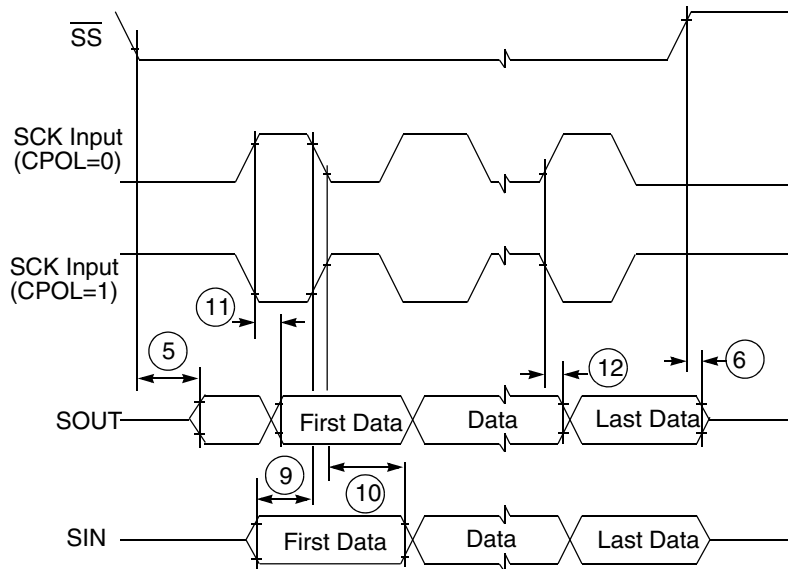 SS
SCK Input
(CPOL=0)
SCK Input
(CPOL=1)
11
5
12
6
SOUT
First Data
Data
Last Data
9
10
SIN
First Data
Data
Last Data